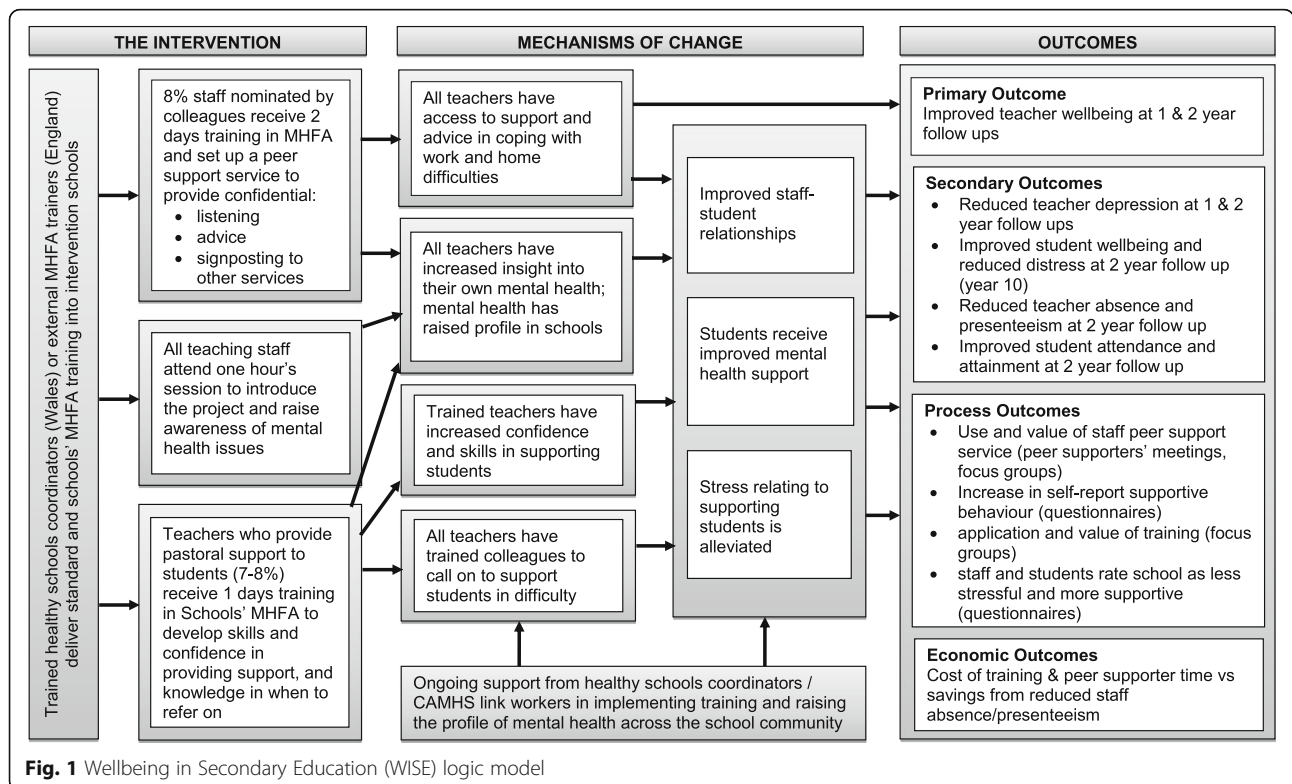 THE INTERVENTION
MECHANISMS OF CHANGE
OUTCOMES
Trained healthy schools coordinators (Wales) or external MHFA trainers (England)
deliver standard and schools' MHFA training into intervention schools
8% staff nominated by
colleagues receive 2
days training in MHFA
and set up a peer
support service to
provide confidential:
• listening
• advice
• signposting to
other services
All teaching staff
attend one hour's
session to introduce
the project and raise
awareness of mental
health issues
Teachers who provide
pastoral support to
students (7-8%)
receive 1 days training
in Schools' MHFA to
develop skills and
confidence in
providing support, and
knowledge in when to
refer on
All teachers have
access to support and
advice in coping with
work and home
difficulties
All teachers have
increased insight into
their own mental health;
mental health has
raised profile in schools
Trained teachers have
increased confidence
and skills in supporting
students
All teachers have
trained colleagues to
call on to support
students in difficulty
Improved staff-
student
relationships
Students receive
improved mental
health support
Stress relating to
supporting
students is
alleviated
Ongoing support from healthy schools coordinators /
CAMHS link workers in implementing training and raising
the profile of mental health across the school community
Primary Outcome
Improved teacher wellbeing at 1 & 2 year
follow ups
Secondary Outcomes
• Reduced teacher depression at 1 & 2
year follow ups
• Improved student wellbeing and
reduced distress at 2 year follow up
(year 10)
• Reduced teacher absence and
presenteeism at 2 year follow up
• Improved student attendance and
attainment at 2 year follow up
Process Outcomes
• Use and value of staff peer support
service (peer supporters' meetings,
focus groups)
• Increase in self-report supportive
behaviour (questionnaires)
• application and value of training (focus
groups)
• staff and students rate school as less
stressful and more supportive
(questionnaires)
Economic Outcomes
Cost of training & peer supporter time vs
savings from reduced staff
absence/presenteeism
Fig. 1 Wellbeing in Secondary Education (WISE) logic model